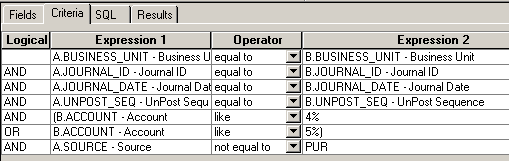 Fields Criteria SQL Results
Logical Expression 1 Operator Expression 2
A.BUSINESS_UNIT - Business U equal to B.BUSINESS_UNIT - Business Unit
AND A.JOURNAL_ID - Journal ID equal to B.JOURNAL_ID - Journal ID
AND A.JOURNAL_DATE - Journal Dat equal to B.JOURNAL_DATE - Journal Date
AND A.UNPOST_SEQ - UnPost Sequ equal to B.UNPOST_SEQ - UnPost Sequence
AND (B.ACCOUNT - Account like 4%
OR B.ACCOUNT - Account like 5%)
AND A.SOURCE - Source not equal to PUR